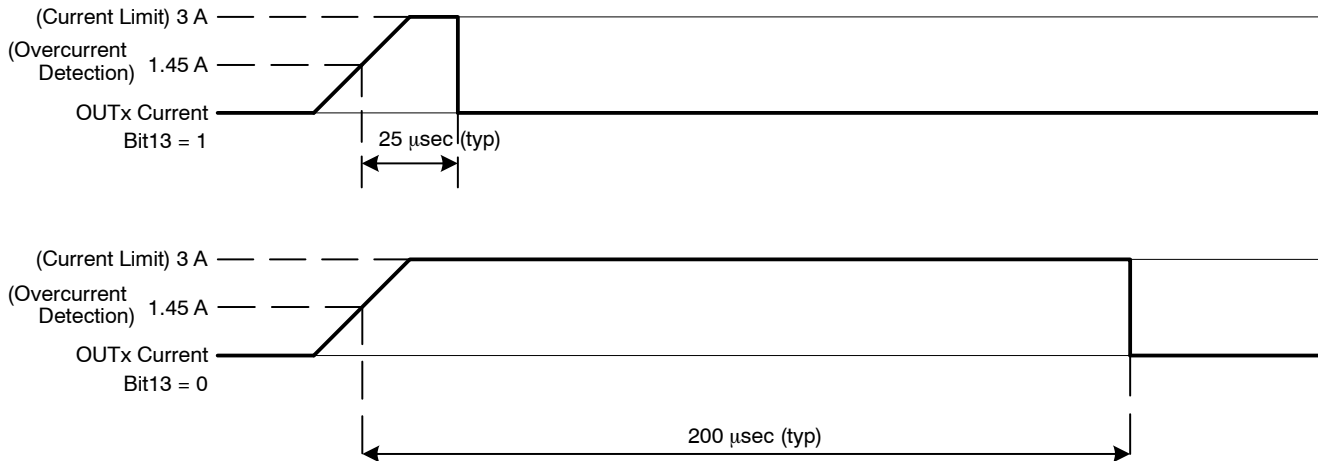 (Current Limit) 3 A
(Overcurrent
Detection) 1.45 A
OUTx Current
Bit13 = 1
25 μsec (typ)
(Current Limit) 3 A
(Overcurrent
Detection) 1.45 A
OUTx Current
Bit13 = 0
200 μsec (typ)